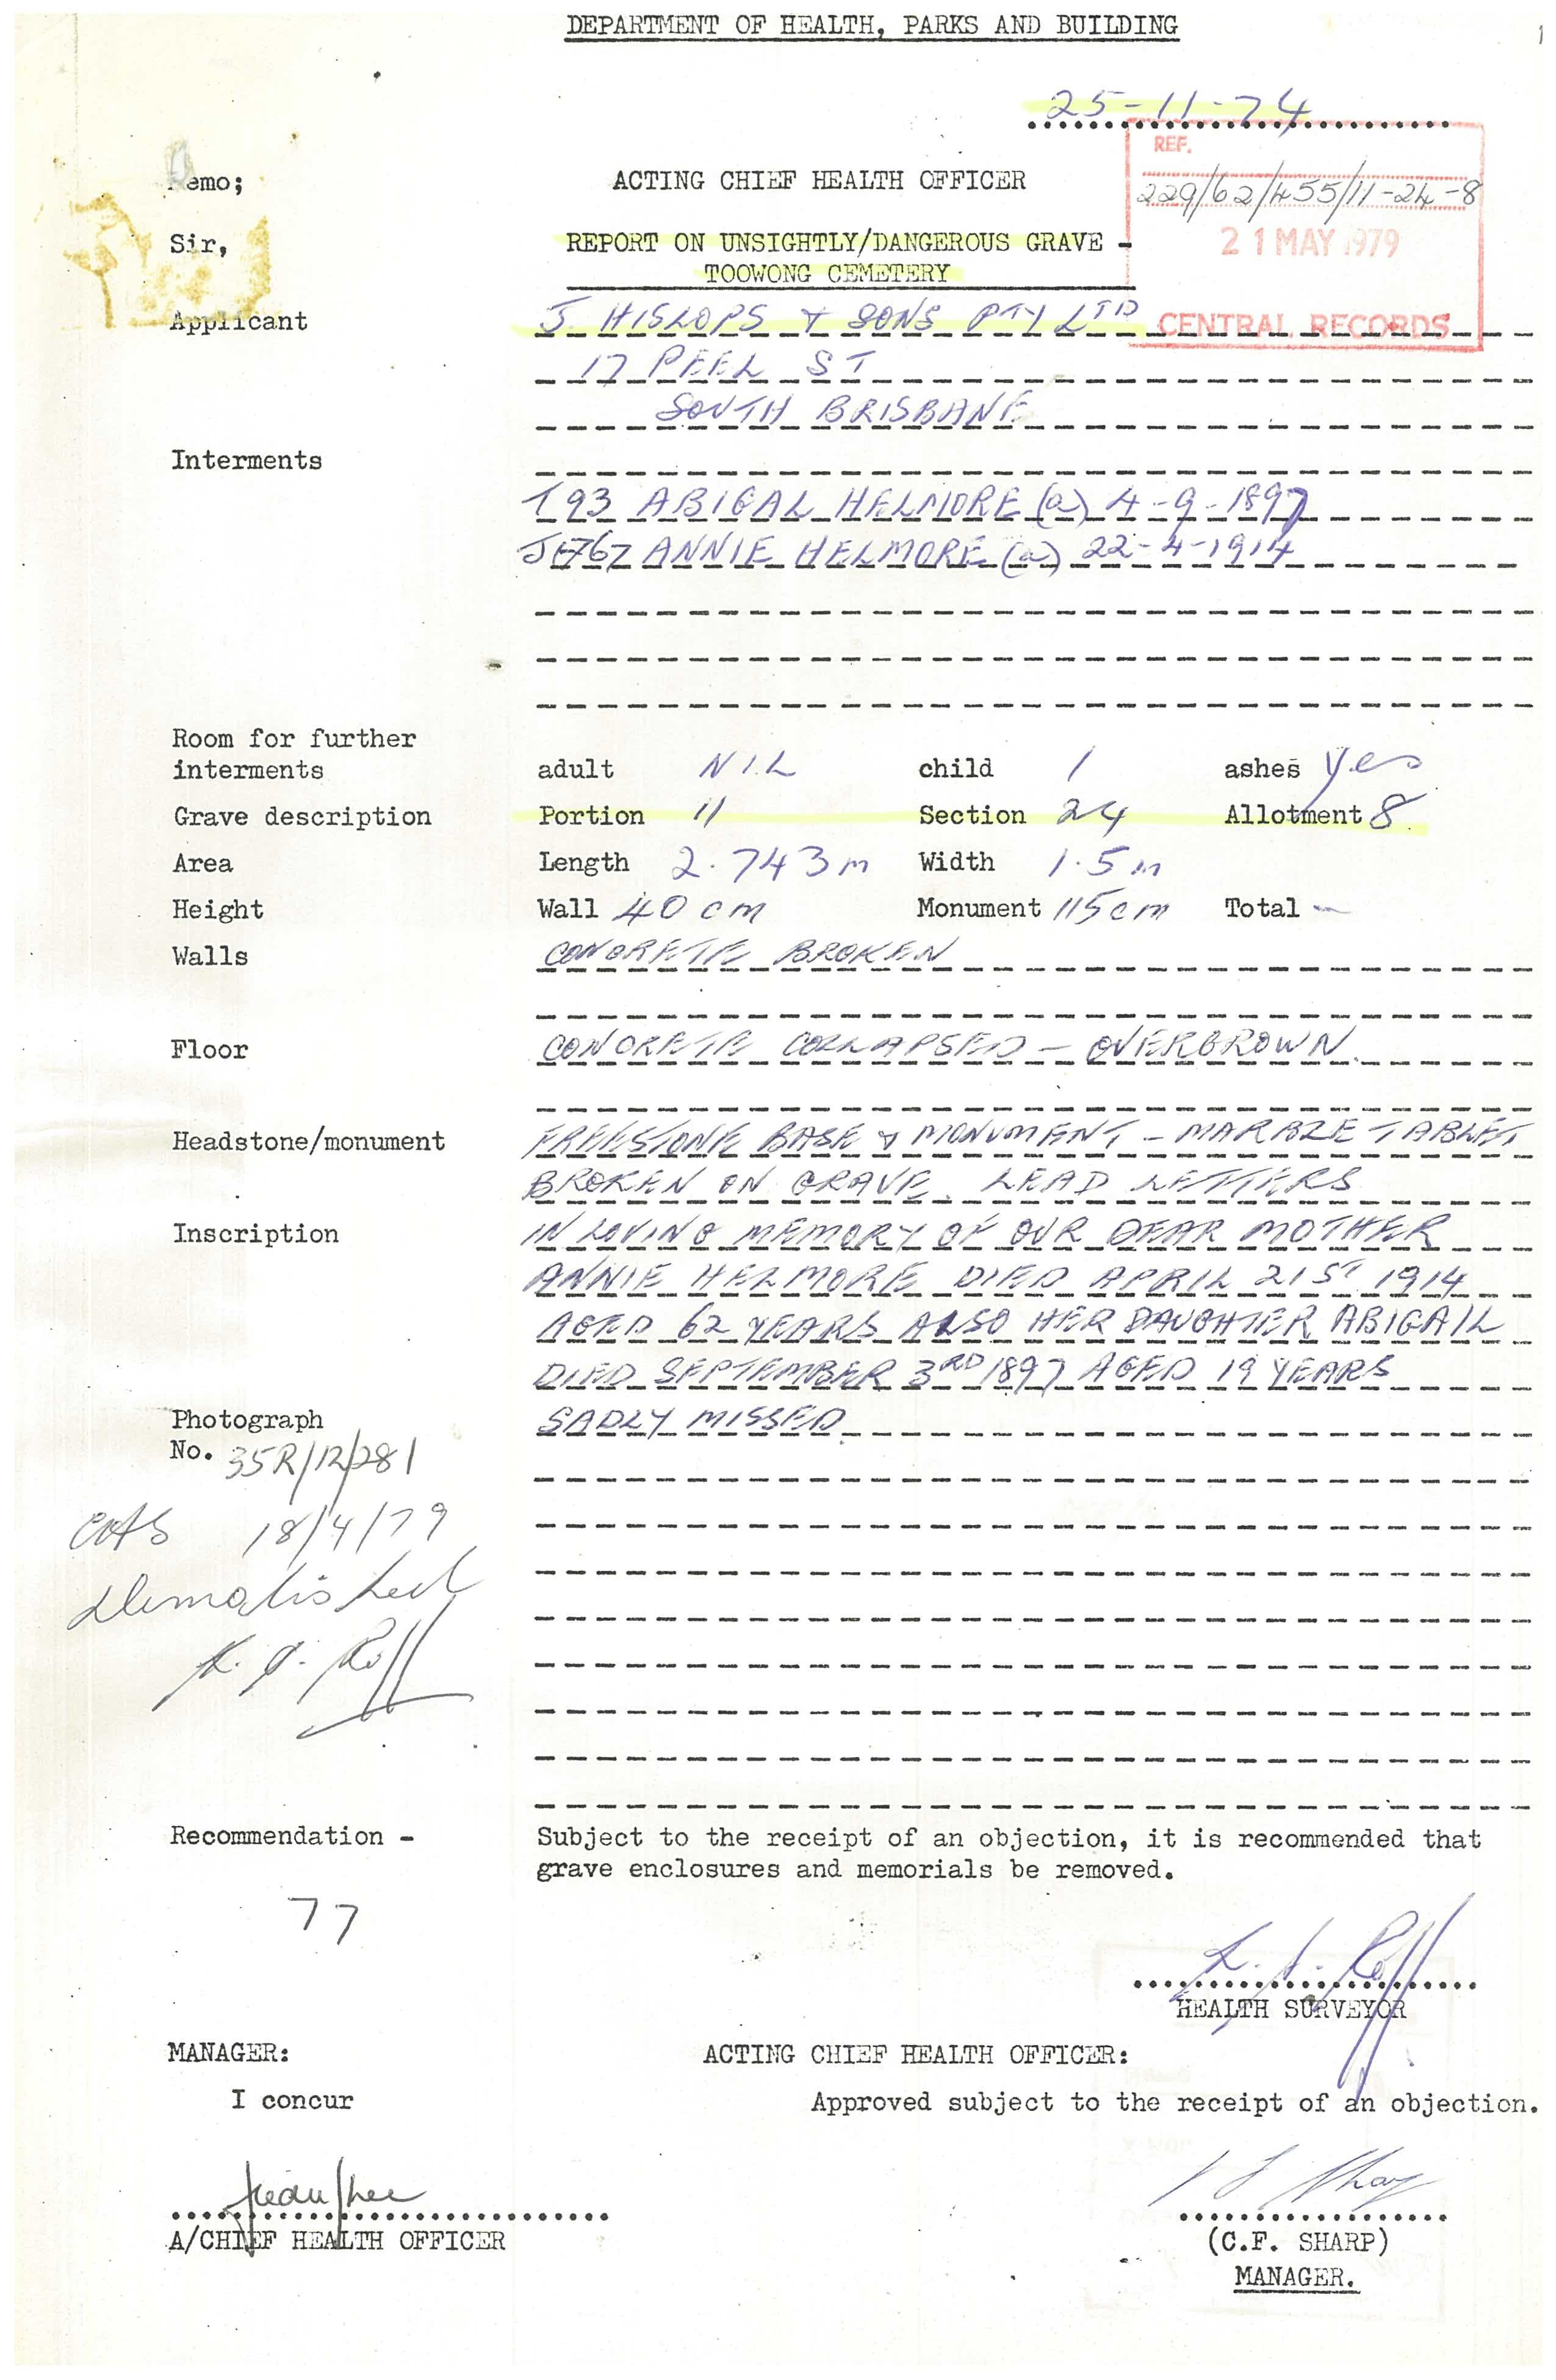 DEPARTMENT OF HEALTH, PARKS AND BUILDING
25-11-74
REF.
229/62/455/11-24-8
21 MAY 1979
CENTRAL RECORDS
emo;
ACTING CHIEF HEALTH OFFICER
Sir,
REPORT ON UNSIGHTLY/DANGEROUS GRAVE -
TOOWONG CEMETERY
Applicant J. HISLOPS & SONS PTY LTD
17 PEEL ST
SOUTH BRISBANE
Interments
T93 ABIGAL HELMORE (a) 4-9-1897
ANNIE HELMORE (a) 22-4-1914
Room for further
interments adult NIL child 1 ashes Yes
Grave description Portion 11 Section 24 Allotment 8
Area Length 2.743m Width 1.5m
Height Wall 40cm Monument 115cm Total -
Walls CONCRETE BROKEN
Floor CONCRETE COLLAPSED - OVERGROWN.
Headstone/monument FREESTONE BASE & MONUMENT - MARBLE TABLET
BROKEN ON GRAVE. LEAD LETTERS
Inscription IN LOVING MEMORY OF OUR DEAR MOTHER
ANNIE HELMORE DIED APRIL 21ST 1914
AGED 62 YEARS ALSO HER DAUGHTER ABIGAIL
DIED SEPTEMBER 3RD 1897 AGED 19 YEARS
Photograph SADLY MISSED
No. 35R/12/281
18/4/79
Demolished
K. J. Roff
Recommendation - Subject to the receipt of an objection, it is recommended that
grave enclosures and memorials be removed.
77
K. J. Roff
HEALTH SURVEYOR
MANAGER: ACTING CHIEF HEALTH OFFICER:
I concur Approved subject to the receipt of an objection.
A/CHIEF HEALTH OFFICER
(C.F. SHARP)
MANAGER.